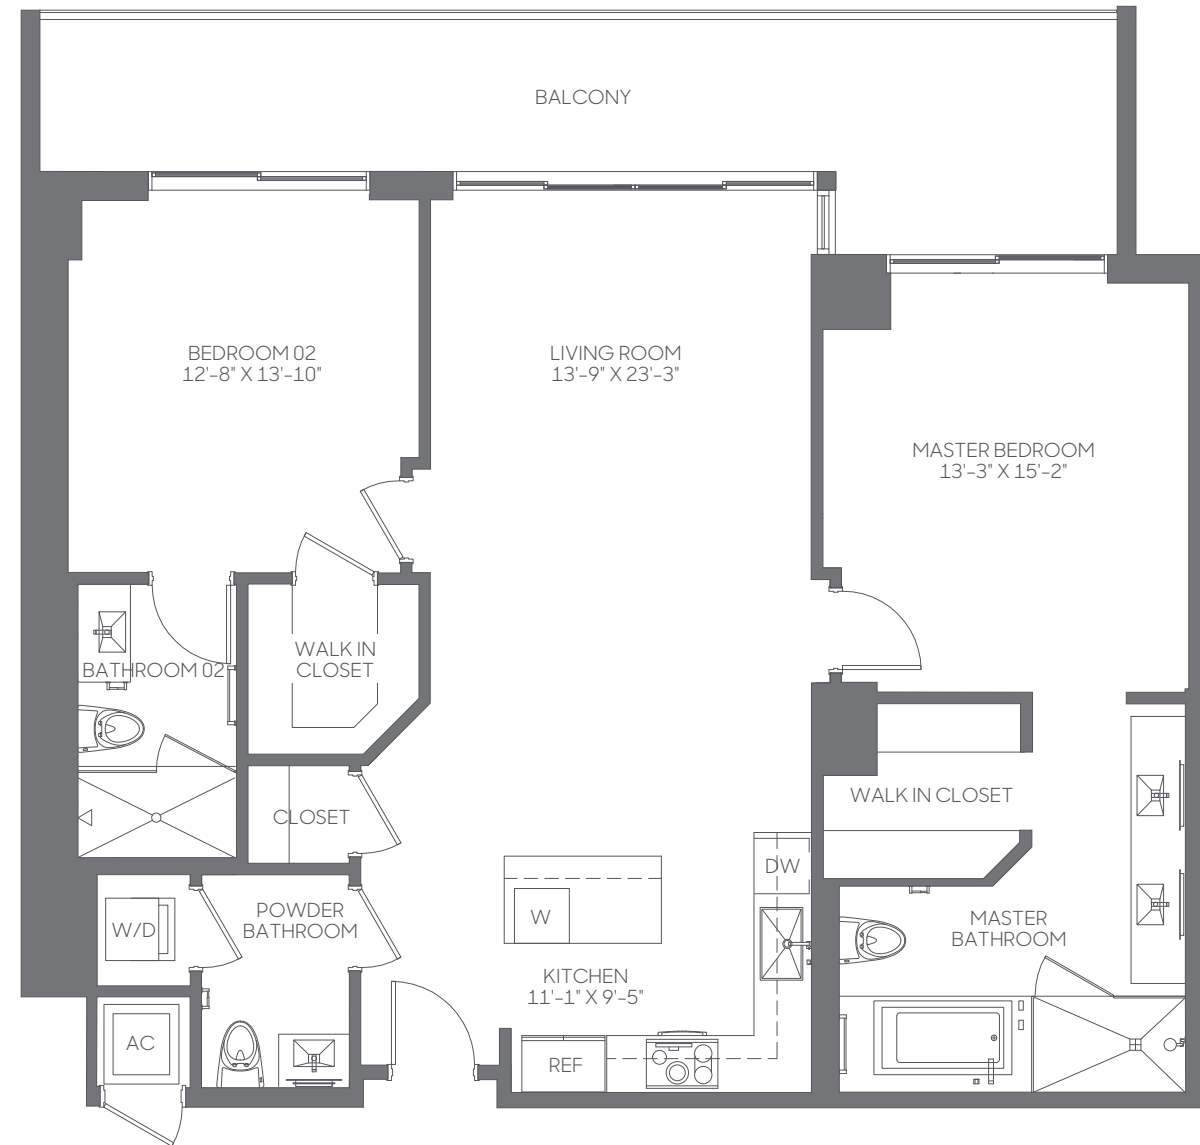 BALCONY
BEDROOM 02
12'-8" X 13'-10"
LIVING ROOM
13'-9" X 23'-3"
MASTER BEDROOM
13'-3" X 15'-2"
WALK IN
CLOSET
BATHROOM 02
WALK IN CLOSET
CLOSET
DW
POWDER
BATHROOM
W/D
W
MASTER
BATHROOM
KITCHEN
11'-1" X 9'-5"
AC
REF